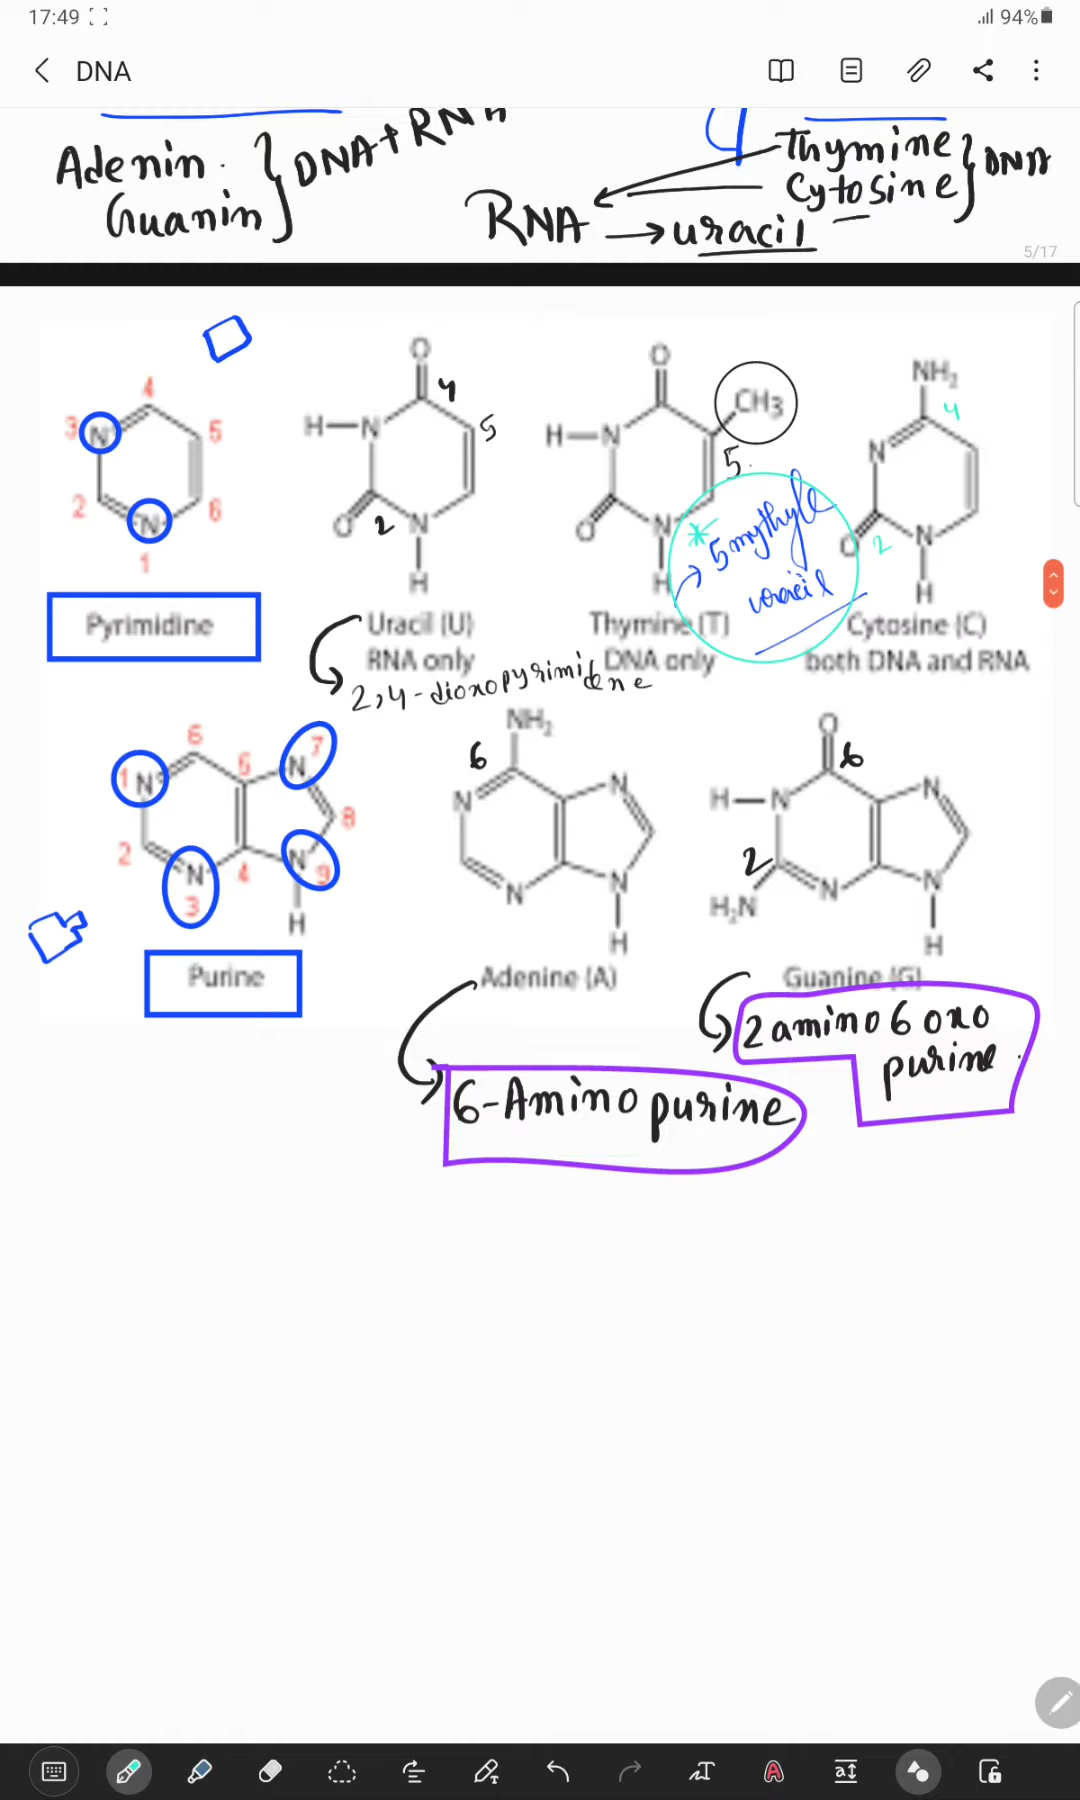 17:49
94%
DNA
Adenin
Guanin
DNA+RNA
Thymine
Cytosine
DNA
RNA → uracil
5/17
4
3 N 5
2 N 6
1
Pyrimidine
O
4
H N 5
O 2 N
H
Uracil (U)
RNA only
O
CH3
H N
5
O N
H
Thymine (T)
DNA only
* 5 mythyle
uracil
NH2
4
N
O 2 N
H
Cytosine (C)
both DNA and RNA
2,4-dioxopyrimidene
6 7
1 N 5 N
8
2 N 4 N 9
3 H
Purine
NH2
6 N
N
N N
H
Adenine (A)
O
6
H N N
2
H2N N N
H
Guanine (G)
2 amino 6 oxo
purine
6-Amino purine